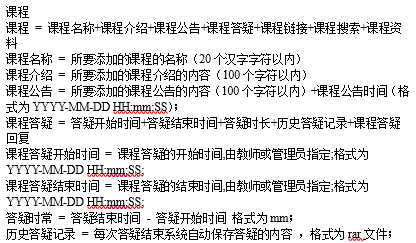 课程
课程 = 课程名称+课程介绍+课程公告+课程答疑+课程链接+课程搜索+课程资
料
课程名称 = 所要添加的课程的名称（20个汉字字符以内）
课程介绍 = 所要添加的课程介绍的内容（100个字符以内）
课程公告 = 所要添加的课程公告的内容（100个字符以内）+课程公告时间（格
式为 YYYY-MM-DD HH:mm:SS）；
课程答疑 = 答疑开始时间+答疑结束时间+答疑时长+历史答疑记录+课程答疑
回复
课程答疑开始时间 = 课程答疑的开始时间,由教师或管理员指定;格式为
YYYY-MM-DD HH:mm:SS;
课程答疑结束时间 = 课程答疑的结束时间,由教师或管理员指定;格式为
YYYY-MM-DD HH:mm:SS;
答疑时常 = 答疑结束时间 - 答疑开始时间 格式为mm；
历史答疑记录 = 每次答疑结束系统自动保存答疑的内容 ，格式为rar文件；